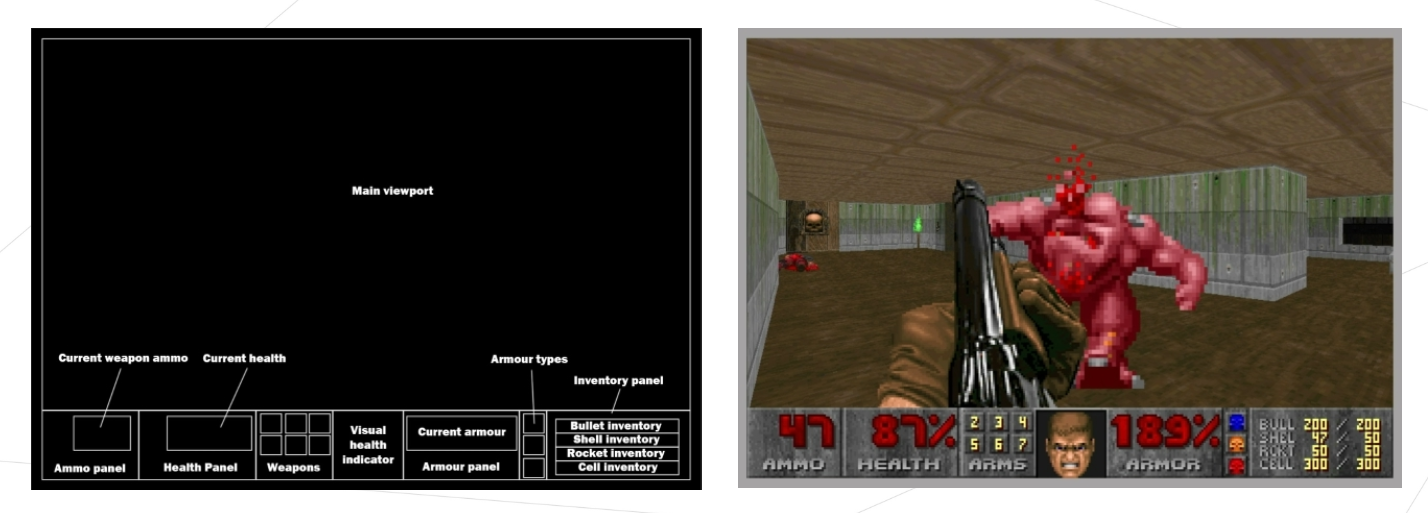 Main viewport
Current weapon ammo
Current health
Armour types
Inventory panel
Visual
health
indicator
Current armour
Bullet inventory
Shell inventory
Rocket inventory
Cell inventory
Ammo panel
Health Panel
Weapons
Armour panel
47
87%
2 3 4
5 6 7
189%
BULL 200 / 200
SHEL 47 / 50
RCKT 50 / 50
CELL 300 / 300
AMMO
HEALTH
ARMS
ARMOR